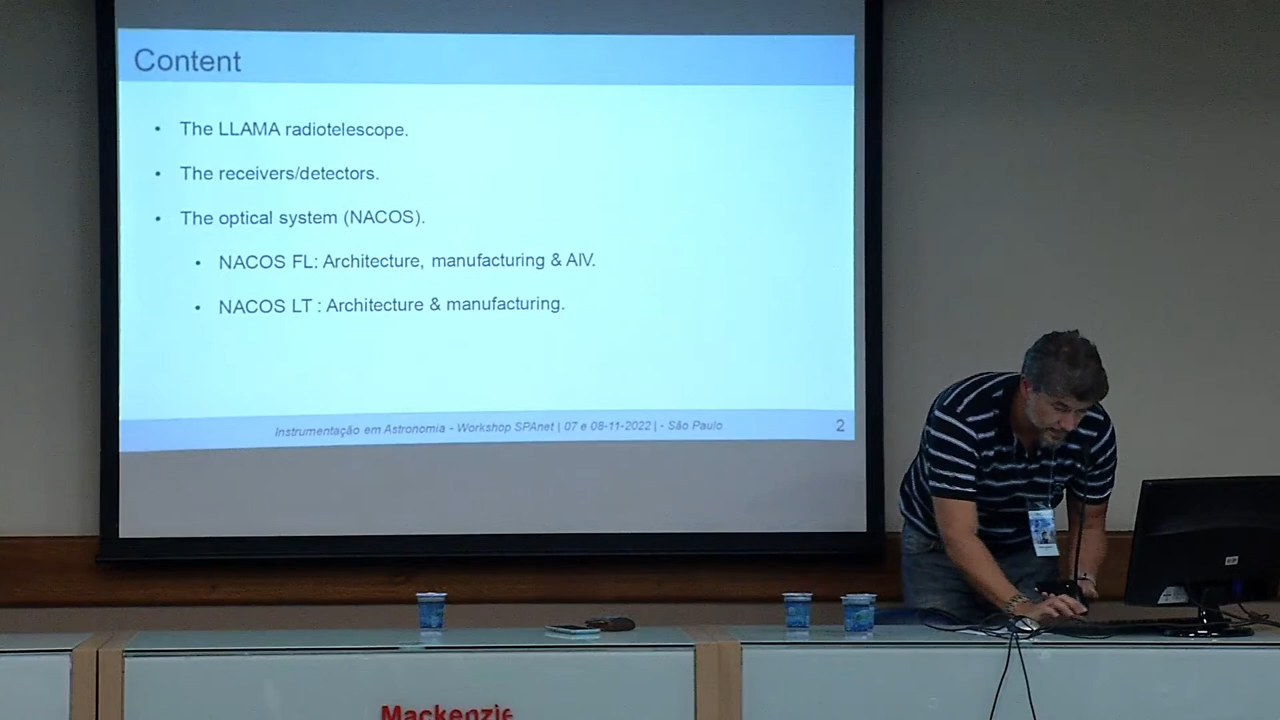 Content
• The LLAMA radiotelescope.
• The receivers/detectors.
• The optical system (NACOS).
• NACOS FL: Architecture, manufacturing & AIV.
• NACOS LT : Architecture & manufacturing.
Instrumentação em Astronomia - Workshop SPAnet | 07 e 08-11-2022 | - São Paulo
2
Mackenzie